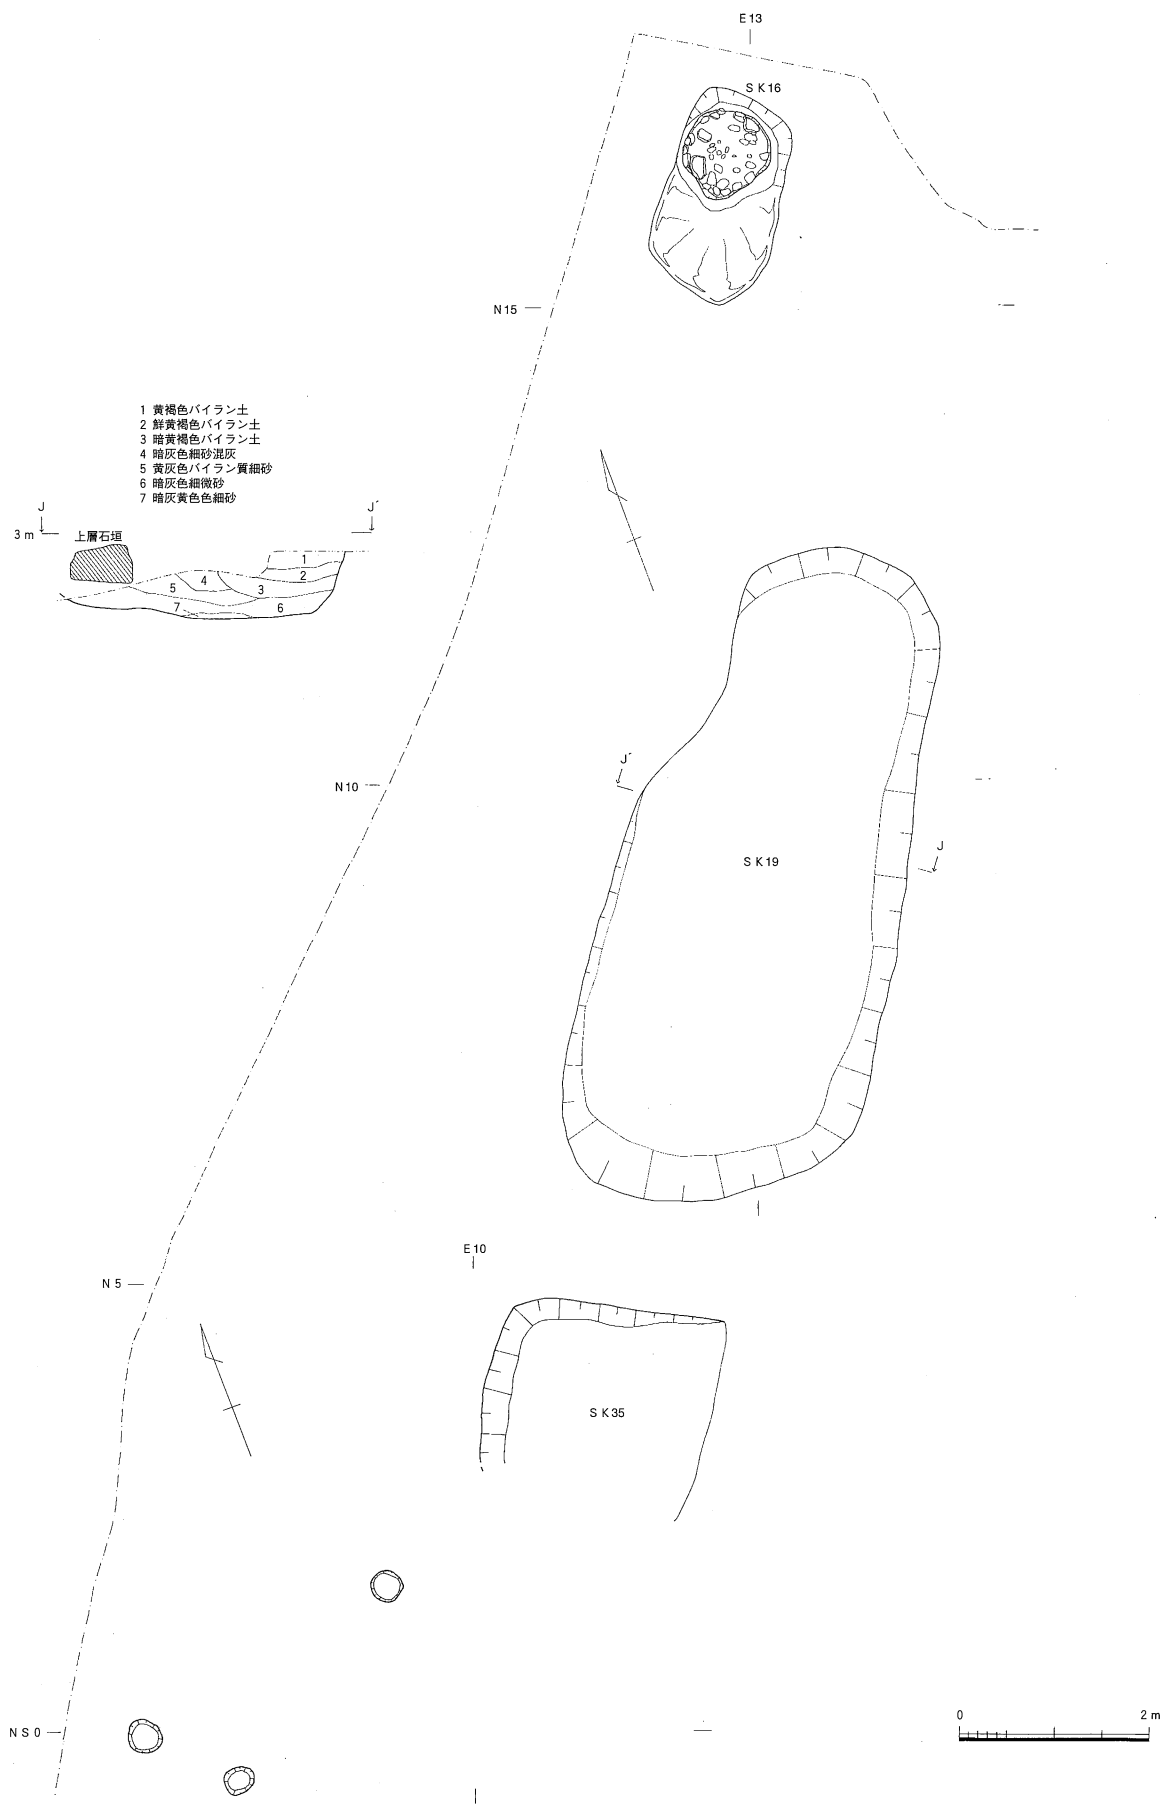 E13
SK16
N15
1 黄褐色バイラン土
2 鮮黄褐色バイラン土
3 暗黄褐色バイラン土
4 暗灰色細砂混灰
5 黄灰色バイラン質細砂
6 暗灰色細微砂
7 暗灰黄色色細砂
J
J´
3m
上層石垣
1
2
3
4
5
6
7
N10
J´
J
SK19
E10
N5
SK35
NS0
0
2m